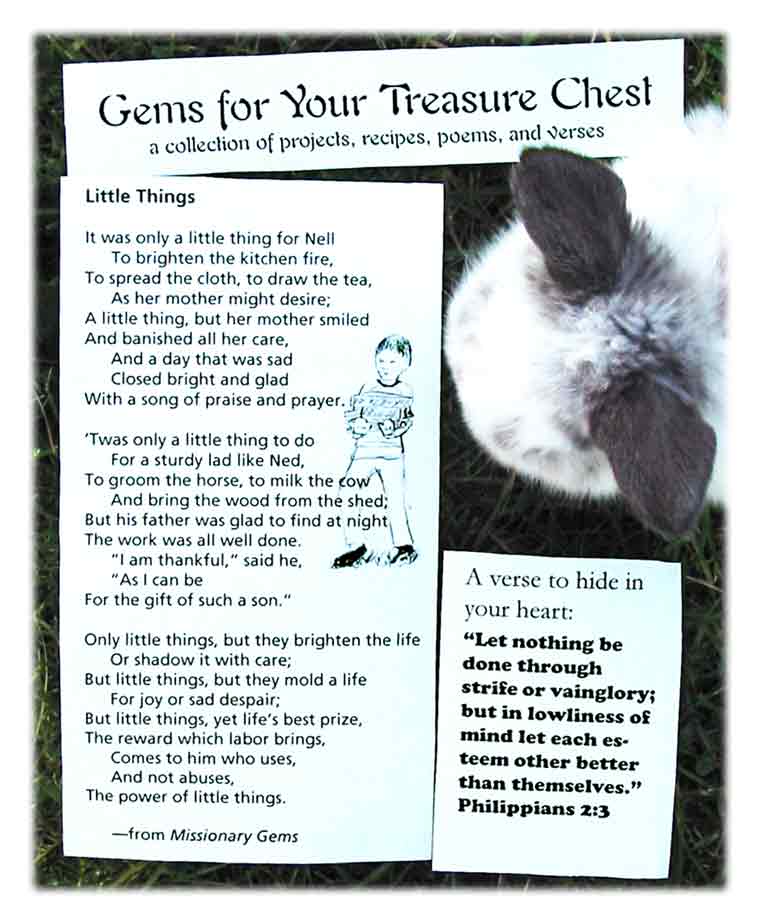 Gems for Your Treasure Chest
a collection of projects, recipes, poems, and verses
Little Things
It was only a little thing for Nell
To brighten the kitchen fire,
To spread the cloth, to draw the tea,
As her mother might desire;
A little thing, but her mother smiled
And banished all her care,
And a day that was sad
Closed bright and glad
With a song of praise and prayer.
'Twas only a little thing to do
For a sturdy lad like Ned,
To groom the horse, to milk the cow
And bring the wood from the shed;
But his father was glad to find at night
The work was all well done.
"I am thankful," said he,
"As I can be
For the gift of such a son."
Only little things, but they brighten the life
Or shadow it with care;
But little things, but they mold a life
For joy or sad despair;
But little things, yet life's best prize,
The reward which labor brings,
Comes to him who uses,
And not abuses,
The power of little things.
—from Missionary Gems
A verse to hide in
your heart:
"Let nothing be
done through
strife or vainglory;
but in lowliness of
mind let each es-
teem other better
than themselves."
Philippians 2:3